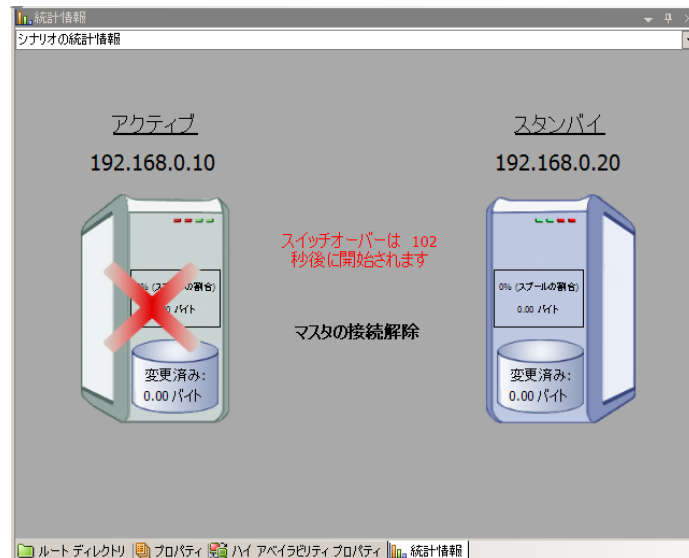 統計情報
シナリオの統計情報
アクティブ
スタンバイ
192.168.0.10
192.168.0.20
スイッチオーバーは 102
秒後に開始されます
0% (スプールの割合)
0.00 バイト
マスタの接続解除
変更済み:
0.00 バイト
0% (スプールの割合)
0.00 バイト
変更済み:
0.00 バイト
ルート ディレクトリ
プロパティ
ハイ アベイラビリティ プロパティ
統計情報